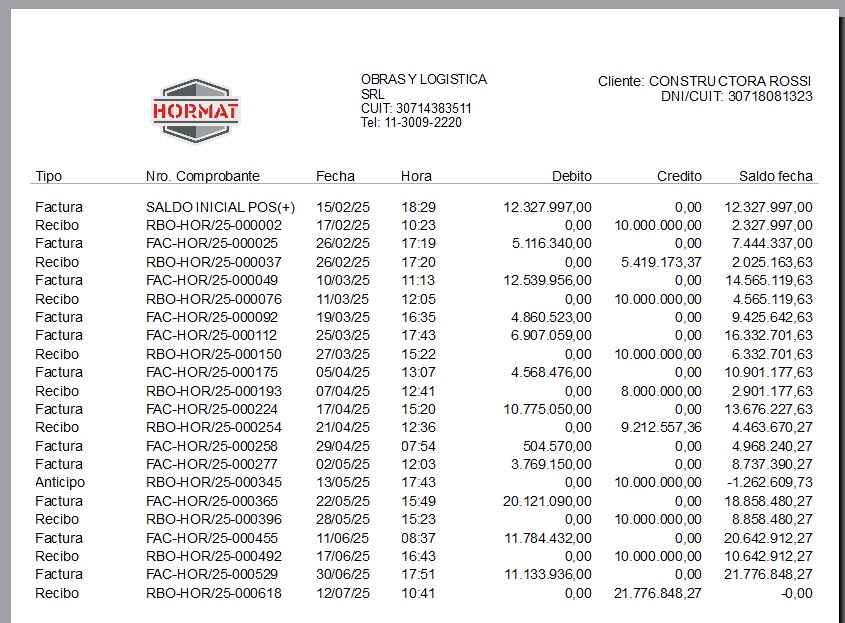 HORMAT
OBRAS Y LOGISTICA
SRL
CUIT: 30714383511
Tel: 11-3009-2220
Cliente: CONSTRUCTORA ROSSI
DNI/CUIT: 30718081323
Tipo Nro. Comprobante Fecha Hora Debito Credito Saldo fecha
Factura SALDO INICIAL POS(+) 15/02/25 18:29 12.327.997,00 0,00 12.327.997,00
Recibo RBO-HOR/25-000002 17/02/25 10:23 0,00 10.000.000,00 2.327.997,00
Factura FAC-HOR/25-000025 26/02/25 17:19 5.116.340,00 0,00 7.444.337,00
Recibo RBO-HOR/25-000037 26/02/25 17:20 0,00 5.419.173,37 2.025.163,63
Factura FAC-HOR/25-000049 10/03/25 11:13 12.539.956,00 0,00 14.565.119,63
Recibo RBO-HOR/25-000076 11/03/25 12:05 0,00 10.000.000,00 4.565.119,63
Factura FAC-HOR/25-000092 19/03/25 16:35 4.860.523,00 0,00 9.425.642,63
Factura FAC-HOR/25-000112 25/03/25 17:43 6.907.059,00 0,00 16.332.701,63
Recibo RBO-HOR/25-000150 27/03/25 15:22 0,00 10.000.000,00 6.332.701,63
Factura FAC-HOR/25-000175 05/04/25 13:07 4.568.476,00 0,00 10.901.177,63
Recibo RBO-HOR/25-000193 07/04/25 12:41 0,00 8.000.000,00 2.901.177,63
Factura FAC-HOR/25-000224 17/04/25 15:20 10.775.050,00 0,00 13.676.227,63
Recibo RBO-HOR/25-000254 21/04/25 12:36 0,00 9.212.557,36 4.463.670,27
Factura FAC-HOR/25-000258 29/04/25 07:54 504.570,00 0,00 4.968.240,27
Factura FAC-HOR/25-000277 02/05/25 12:03 3.769.150,00 0,00 8.737.390,27
Anticipo RBO-HOR/25-000345 13/05/25 17:43 0,00 10.000.000,00 -1.262.609,73
Factura FAC-HOR/25-000365 22/05/25 15:49 20.121.090,00 0,00 18.858.480,27
Recibo RBO-HOR/25-000396 28/05/25 15:23 0,00 10.000.000,00 8.858.480,27
Factura FAC-HOR/25-000455 11/06/25 08:37 11.784.432,00 0,00 20.642.912,27
Recibo RBO-HOR/25-000492 17/06/25 16:43 0,00 10.000.000,00 10.642.912,27
Factura FAC-HOR/25-000529 30/06/25 17:51 11.133.936,00 0,00 21.776.848,27
Recibo RBO-HOR/25-000618 12/07/25 10:41 0,00 21.776.848,27 -0,00